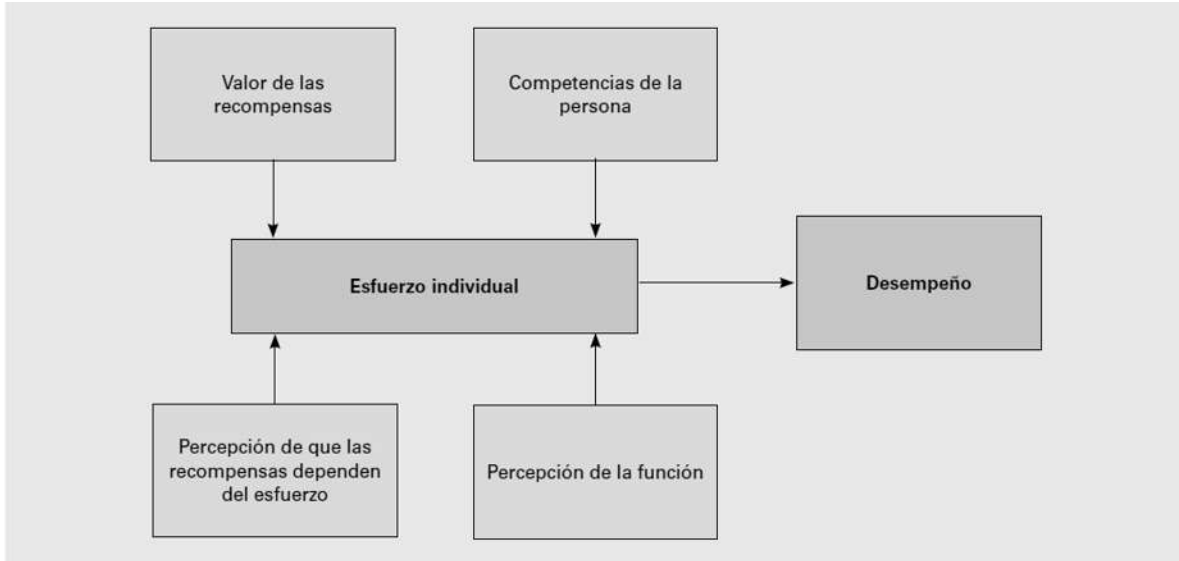 Valor de las
recompensas
Competencias de la
persona
Esfuerzo individual
Desempeño
Percepción de que las
recompensas dependen
del esfuerzo
Percepción de la función